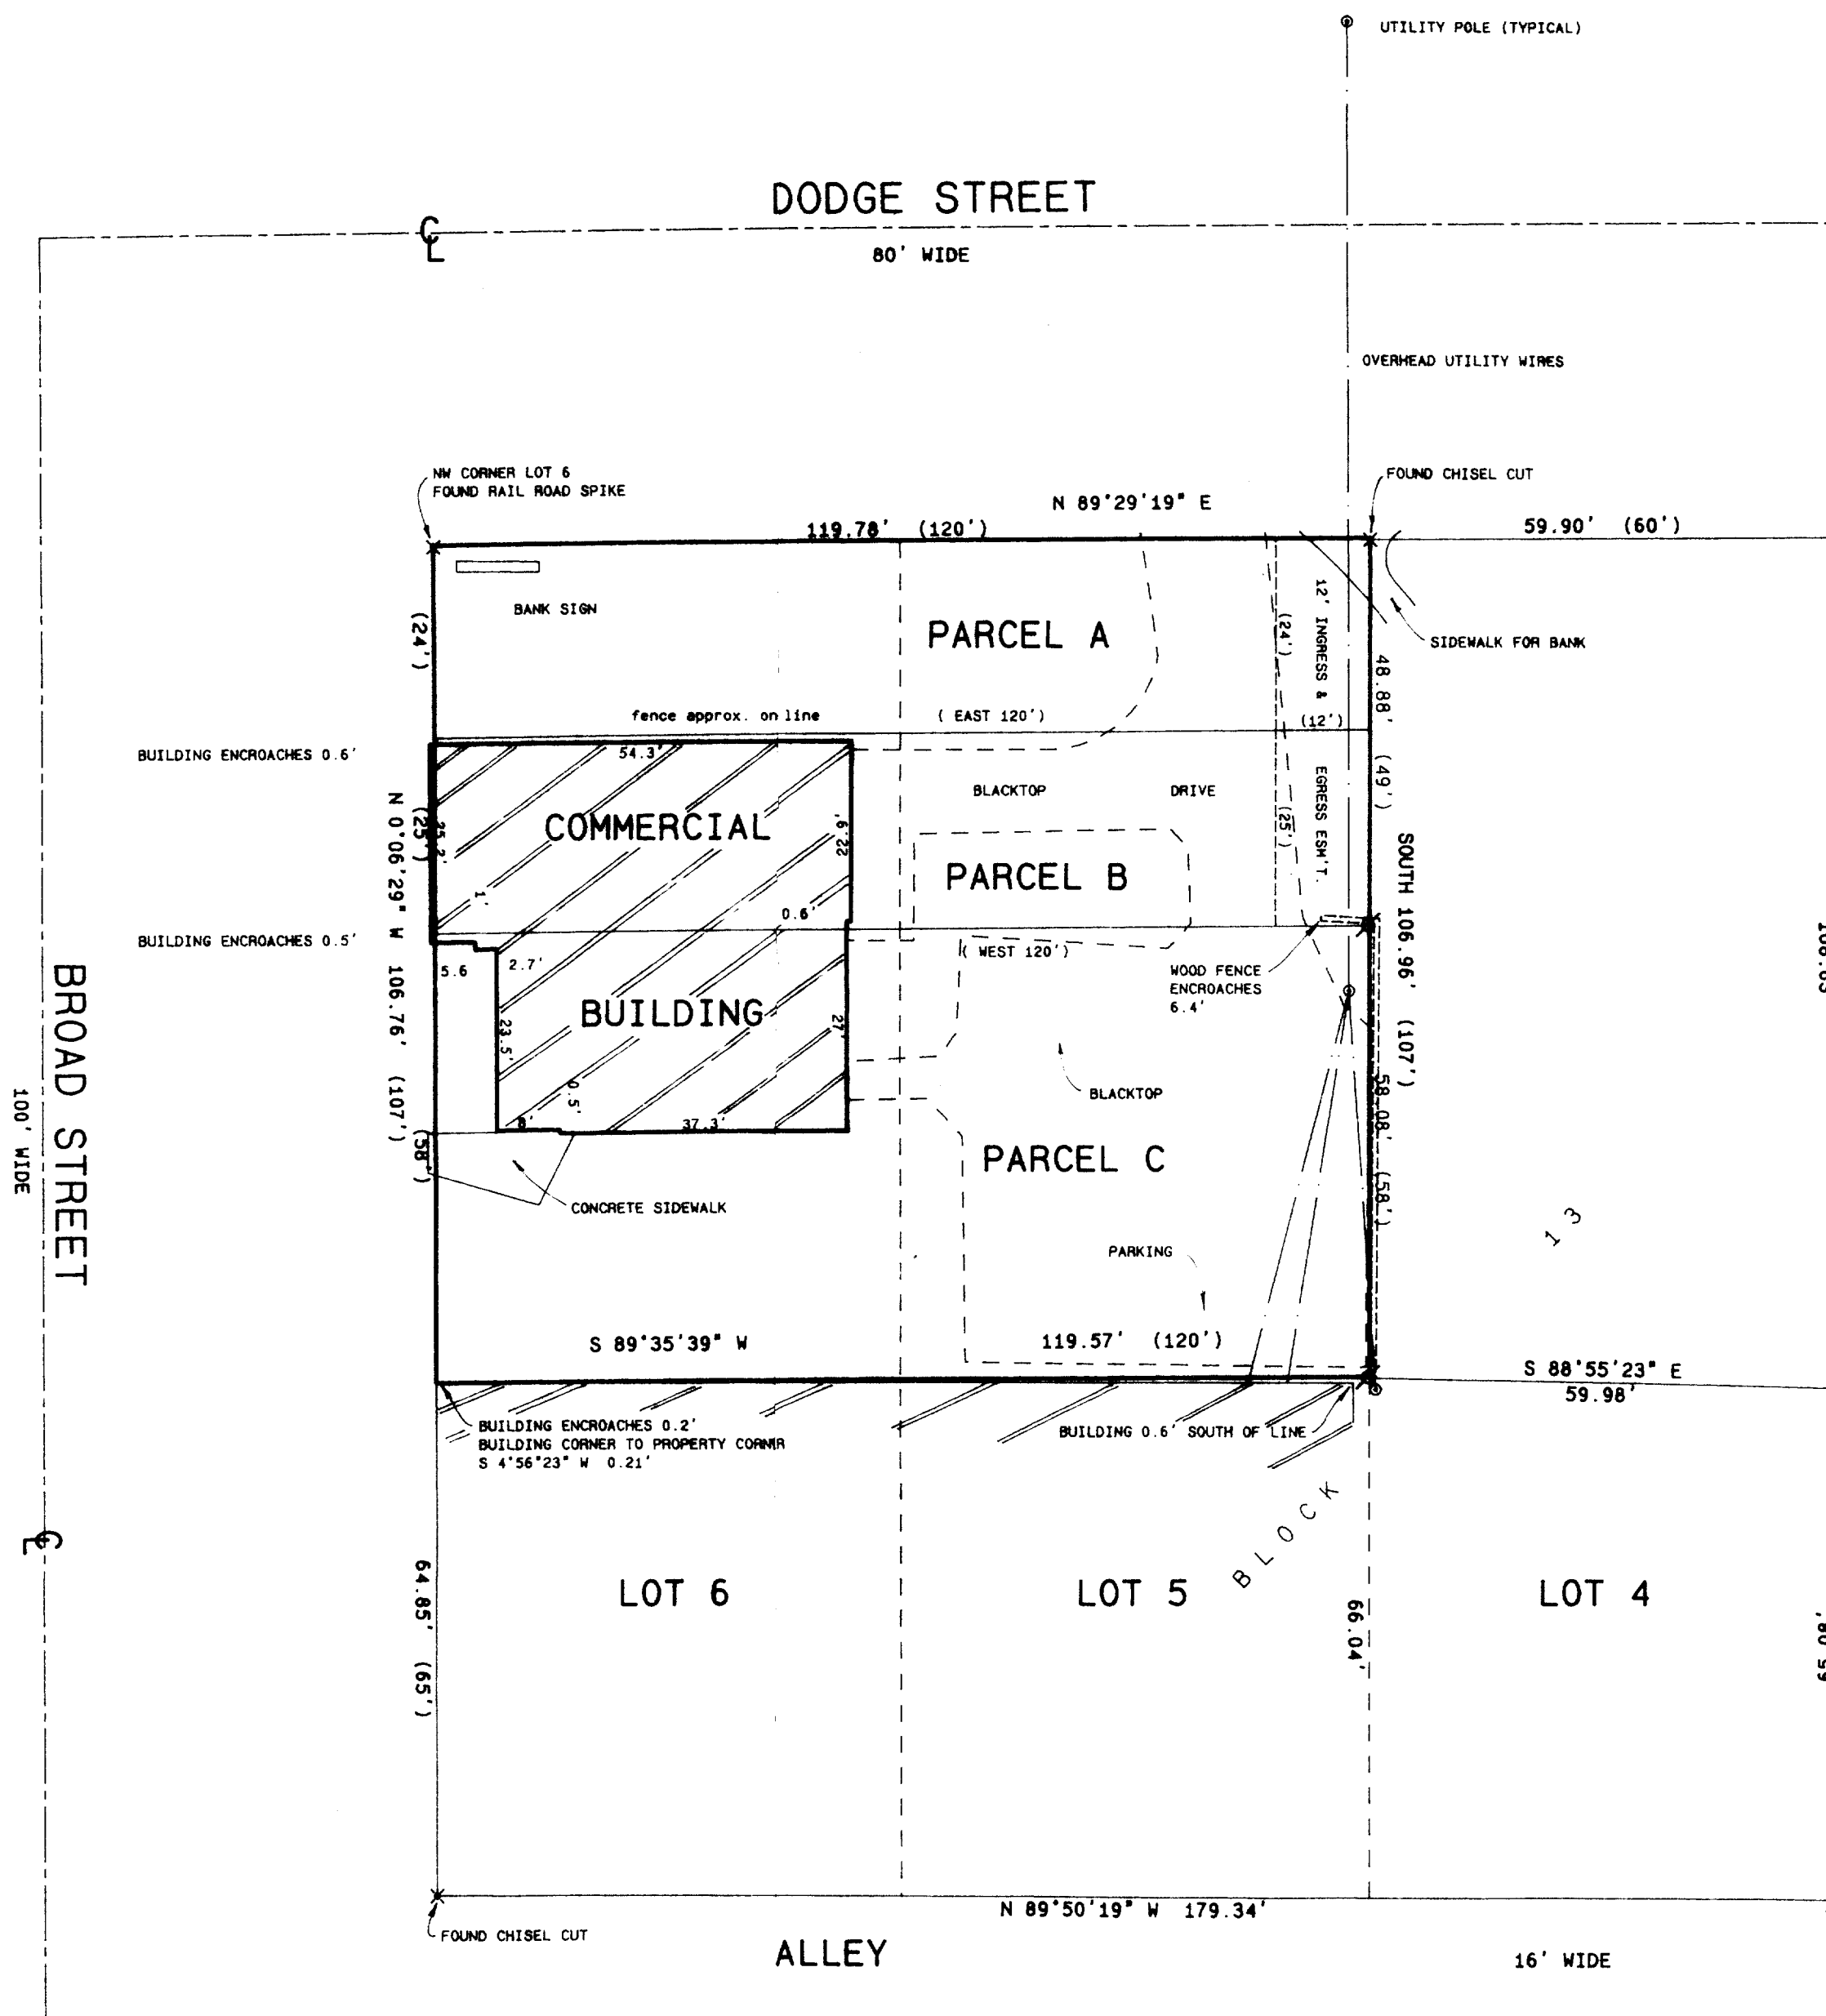 UTILITY POLE (TYPICAL)
DODGE STREET
80' WIDE
OVERHEAD UTILITY WIRES
NW CORNER LOT 6
FOUND RAIL ROAD SPIKE
FOUND CHISEL CUT
N 89°29'19" E
119.78' (120')
59.90' (60')
BANK SIGN
(24')
PARCEL A
(24')
12' INGRESS & EGRESS ESM'T.
SIDEWALK FOR BANK
48.88' (49')
fence approx. on line
( EAST 120')
(12')
BUILDING ENCROACHES 0.6'
54.3'
BLACKTOP DRIVE
(25')
25.2'
COMMERCIAL
22.9'
(25')
PARCEL B
1'
0.6'
N 0°06'29" W 106.76' (107')
SOUTH 106.96' (107')
BUILDING ENCROACHES 0.5'
5.6
2.7'
( WEST 120')
WOOD FENCE
ENCROACHES
6.4'
BROAD STREET
100' WIDE
BUILDING
23.5'
27'
BLACKTOP
58.08' (58')
0.5'
8'
37.3'
(58')
PARCEL C
CONCRETE SIDEWALK
PARKING
BLOCK 13
S 89°35'39" W
119.57' (120')
S 88°55'23" E
59.98'
BUILDING ENCROACHES 0.2'
BUILDING CORNER TO PROPERTY CORNR
S 4°56"23" W 0.21'
BUILDING 0.6' SOUTH OF LINE
LOT 6
LOT 5
LOT 4
64.85' (65')
66.04'
N 89°50'19" W 179.34'
FOUND CHISEL CUT
ALLEY
16' WIDE